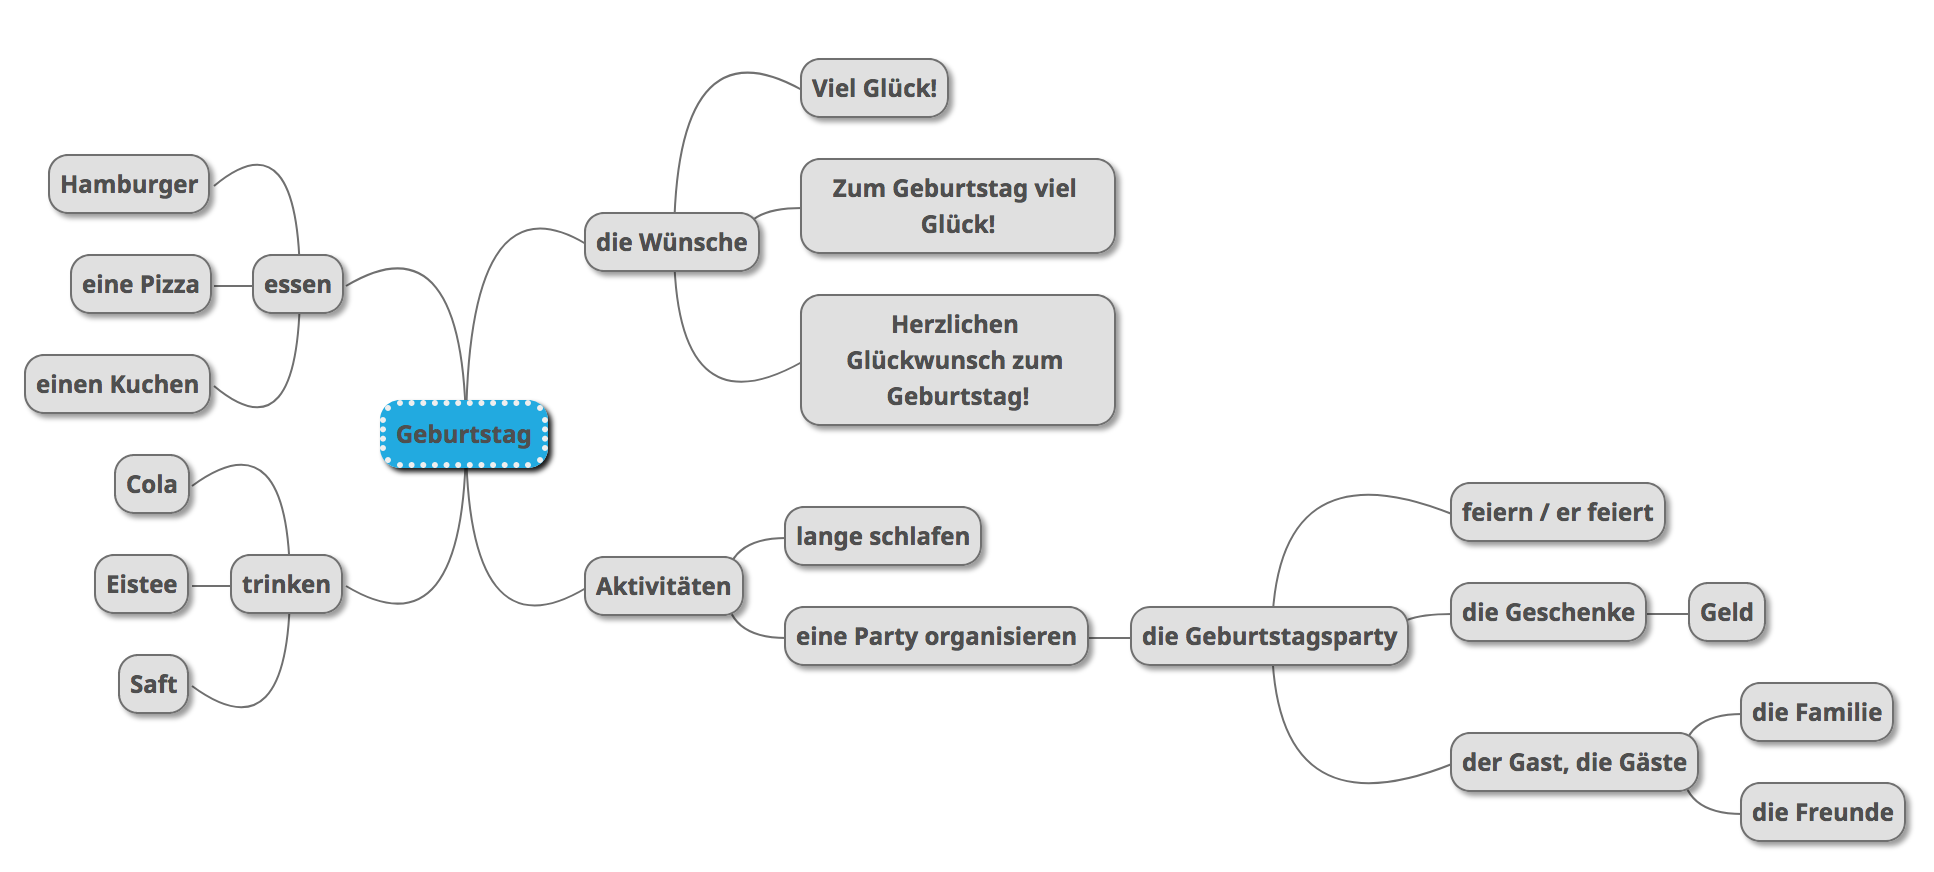 Viel Glück!
Hamburger
Zum Geburtstag viel
Glück!
die Wünsche
eine Pizza
essen
Herzlichen
Glückwunsch zum
Geburtstag!
einen Kuchen
Geburtstag
Cola
feiern / er feiert
lange schlafen
Eistee
trinken
Aktivitäten
die Geschenke
Geld
eine Party organisieren
die Geburtstagsparty
Saft
die Familie
der Gast, die Gäste
die Freunde